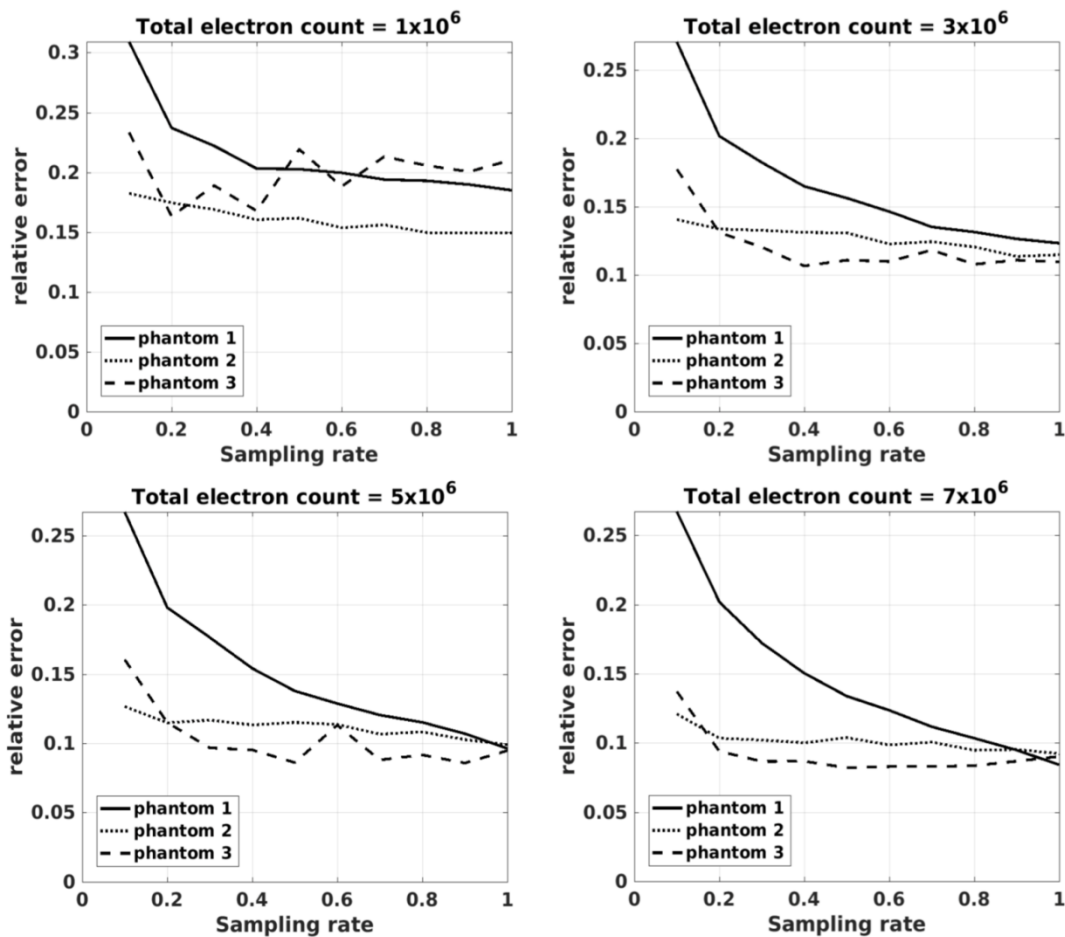 Total electron count = 1x10^6
0.3
0.25
0.2
0.15
0.1
0.05
0
relative error
phantom 1
phantom 2
phantom 3
0 0.2 0.4 0.6 0.8 1
Sampling rate
Total electron count = 3x10^6
0.25
0.2
0.15
0.1
0.05
0
relative error
phantom 1
phantom 2
phantom 3
0 0.2 0.4 0.6 0.8 1
Sampling rate
Total electron count = 5x10^6
0.25
0.2
0.15
0.1
0.05
0
relative error
phantom 1
phantom 2
phantom 3
0 0.2 0.4 0.6 0.8 1
Sampling rate
Total electron count = 7x10^6
0.25
0.2
0.15
0.1
0.05
0
relative error
phantom 1
phantom 2
phantom 3
0 0.2 0.4 0.6 0.8 1
Sampling rate